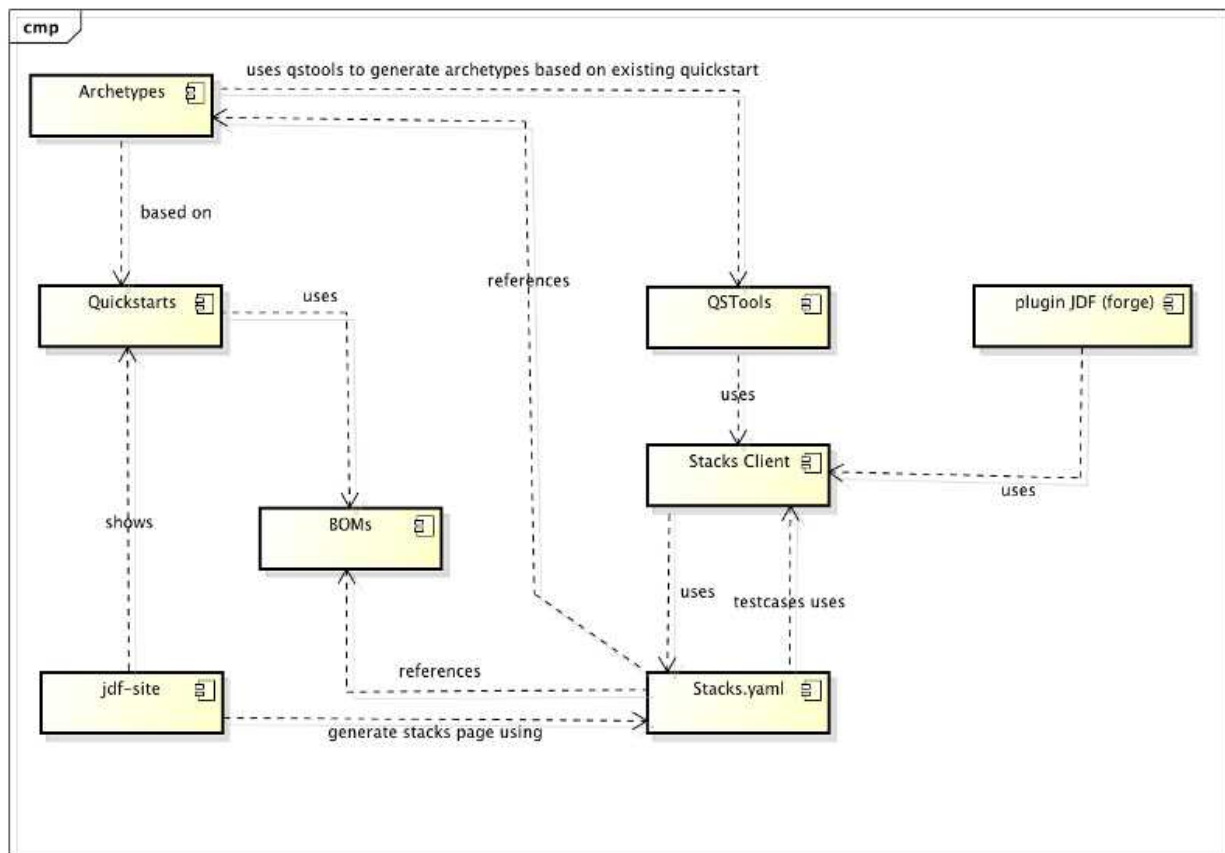 cmp
uses qstools to generate archetypes based on existing quickstart
Archetypes
based on
references
Quickstarts
uses
QSTools
plugin JDF (forge)
uses
Stacks Client
uses
shows
BOMs
uses
testcases uses
references
jdf-site
Stacks.yaml
generate stacks page using